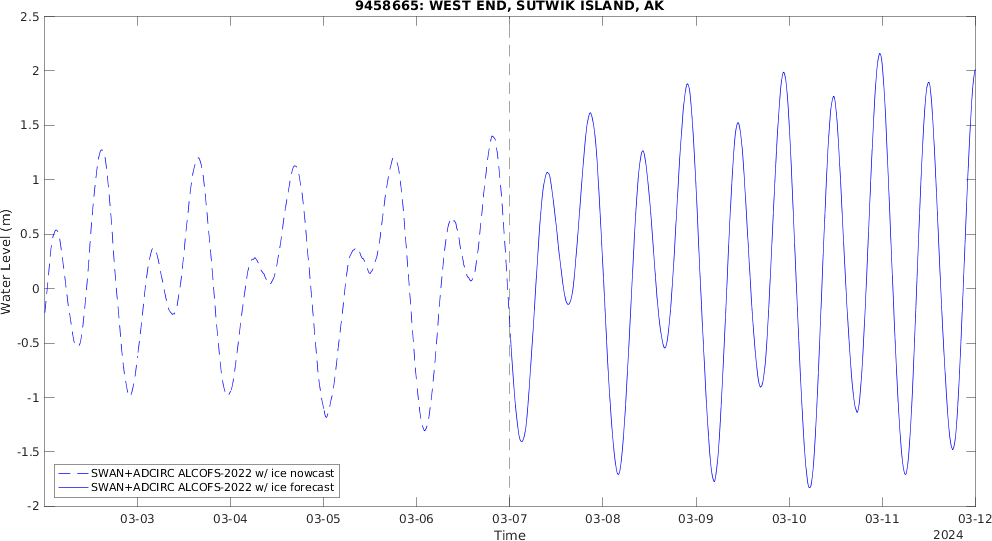 9458665: WEST END, SUTWIK ISLAND, AK
2.5
2
1.5
1
0.5
0
-0.5
-1
-1.5
-2
Water Level (m)
SWAN+ADCIRC ALCOFS-2022 w/ ice nowcast
SWAN+ADCIRC ALCOFS-2022 w/ ice forecast
03-03 03-04 03-05 03-06 03-07 03-08 03-09 03-10 03-11 03-12
Time
2024